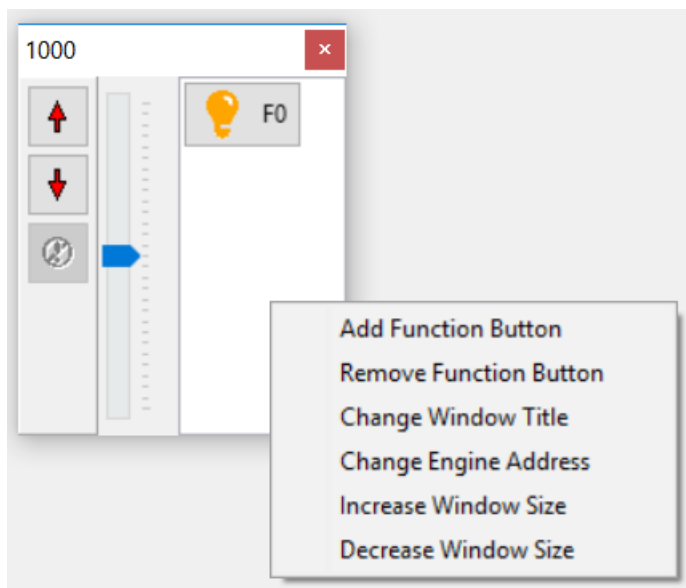 1000
F0
Add Function Button
Remove Function Button
Change Window Title
Change Engine Address
Increase Window Size
Decrease Window Size